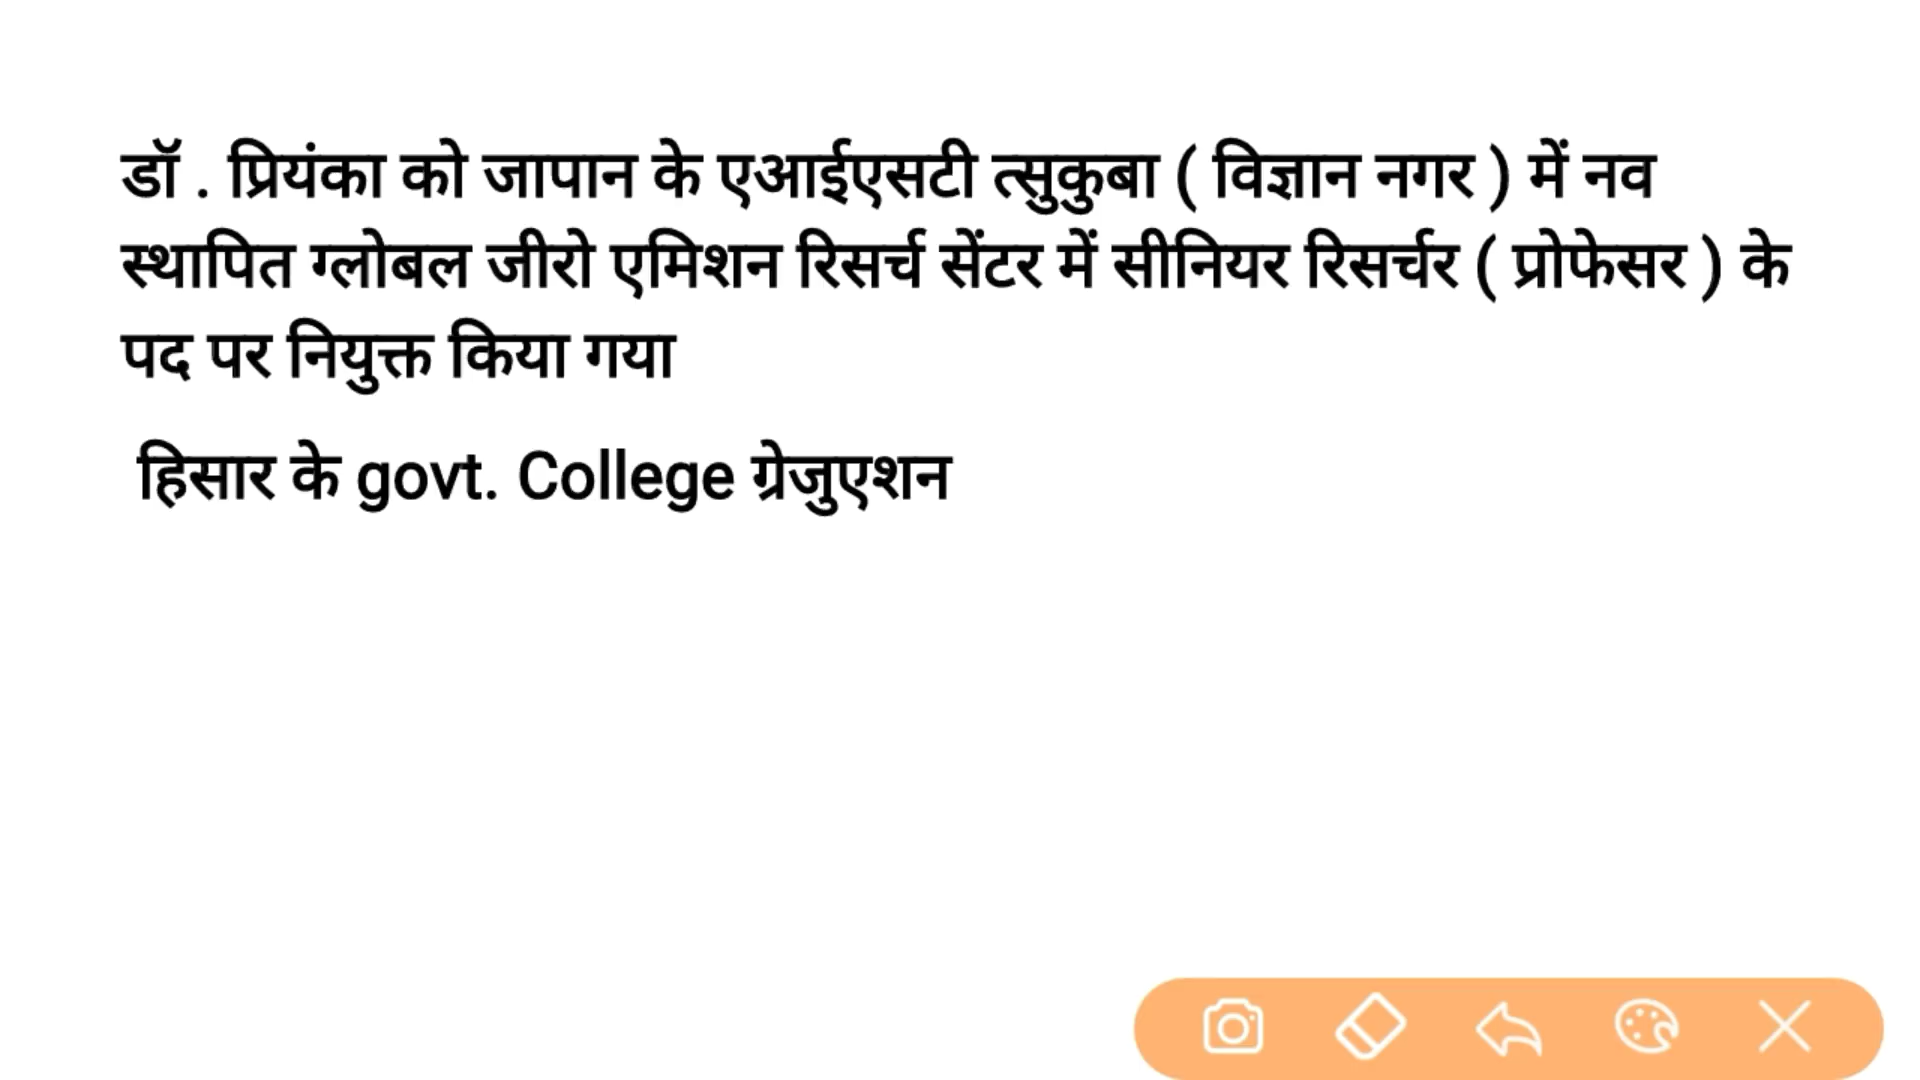 डॉ . प्रियंका को जापान के एआईएसटी त्सुकुबा ( विज्ञान नगर ) में नव
स्थापित ग्लोबल जीरो एमिशन रिसर्च सेंटर में सीनियर रिसर्चर ( प्रोफेसर ) के
पद पर नियुक्त किया गया
हिसार के govt. College ग्रेजुएशन